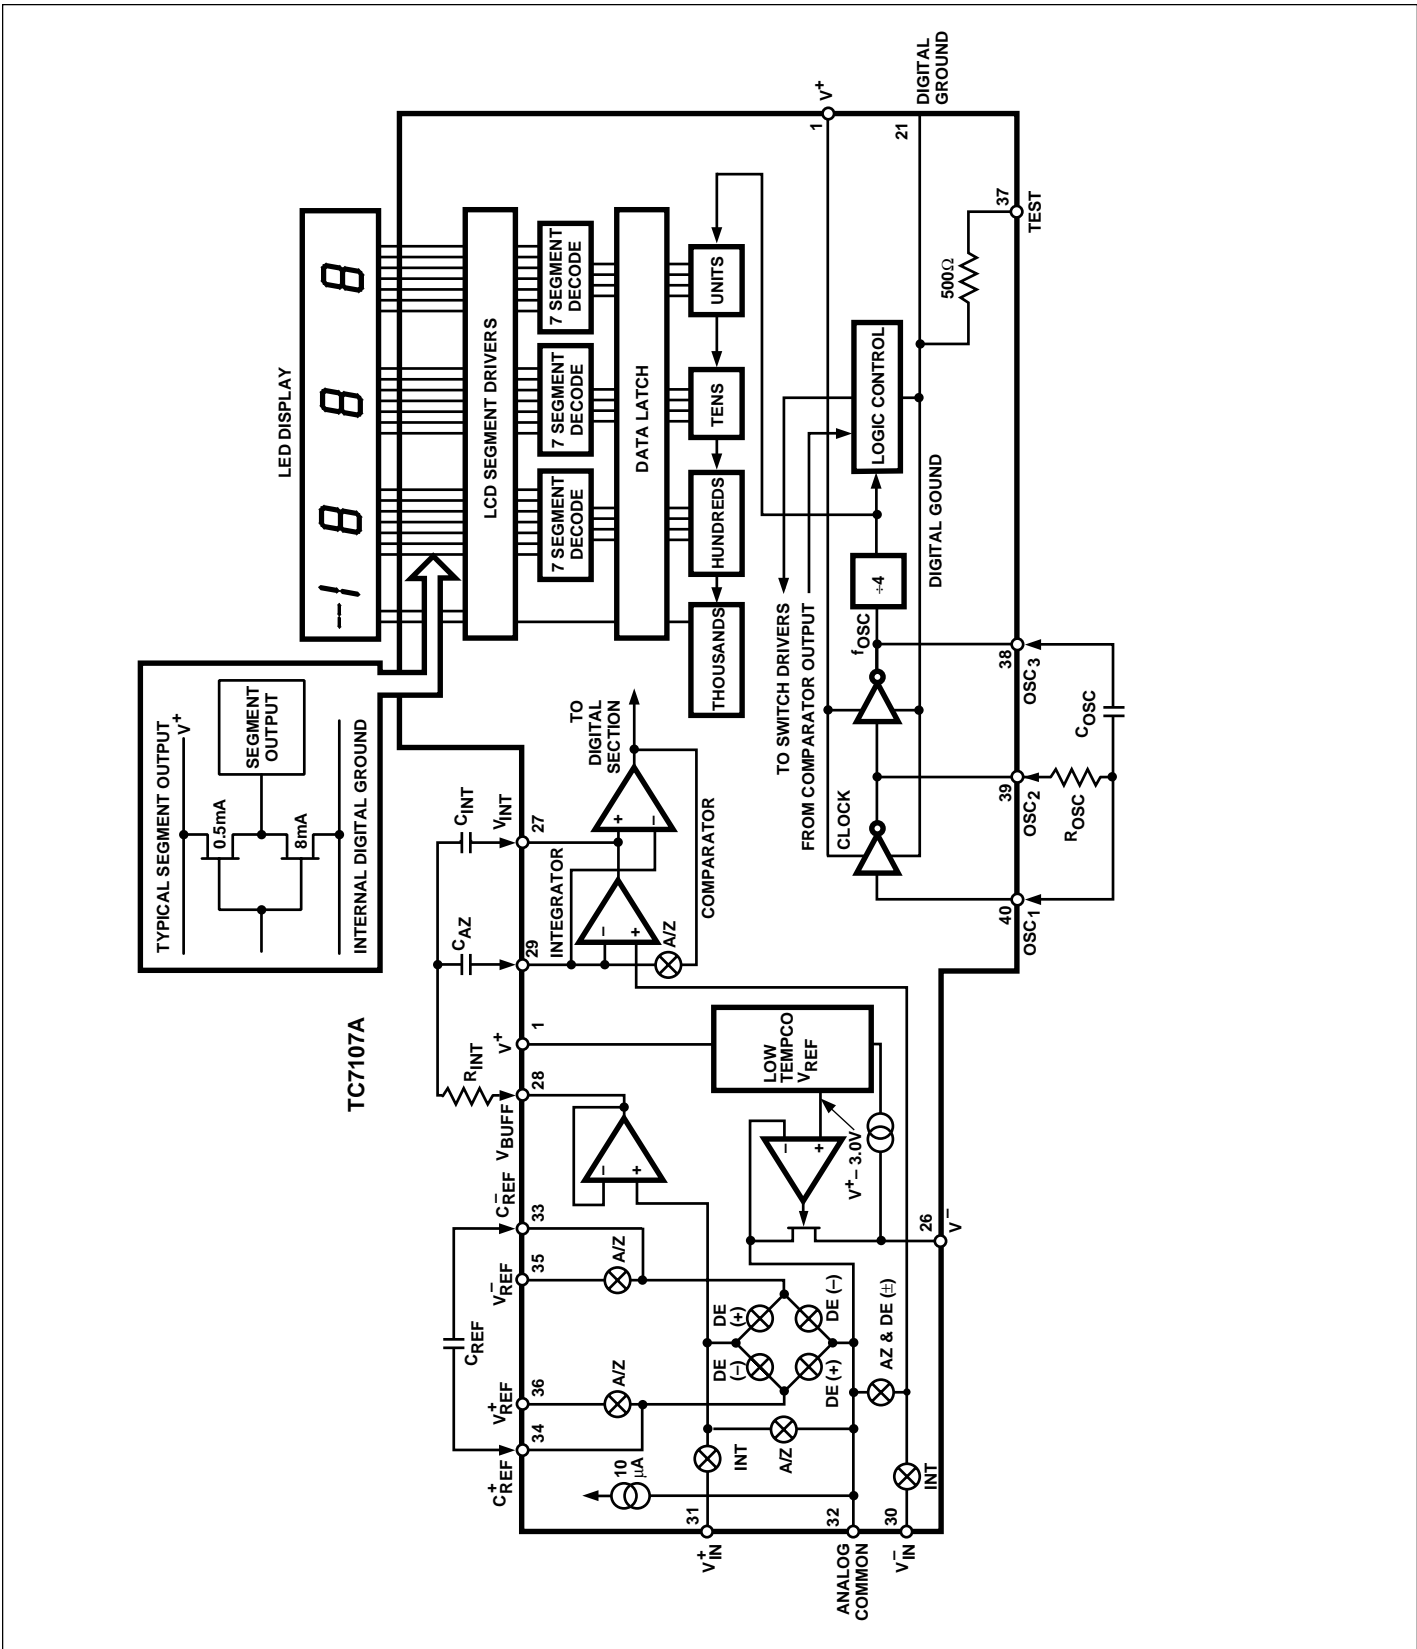 TC7107A
TYPICAL SEGMENT OUTPUT
V+
0.5mA
SEGMENT
OUTPUT
8mA
INTERNAL DIGITAL GROUND
LED DISPLAY
-1 8 8 8
LCD SEGMENT DRIVERS
7 SEGMENT
DECODE
7 SEGMENT
DECODE
7 SEGMENT
DECODE
DATA LATCH
THOUSANDS
HUNDREDS
TENS
UNITS
CREF
RINT
CAZ
CINT
C+REF
34
V+REF
36
V–REF
35
C–REF
33
VBUFF
28
V+
1
29
VINT
27
A/Z
A/Z
10
µA
INTEGRATOR
–
+
–
+
+
–
TO
DIGITAL
SECTION
A/Z
COMPARATOR
V+IN
31
INT
A/Z
DE
(–)
DE
(+)
DE (+)
DE (–)
–
+
LOW
TEMPCO
VREF
V+ – 3.0V
ANALOG
COMMON
32
AZ & DE (±)
V–IN
30
INT
26
V–
TO SWITCH DRIVERS
FROM COMPARATOR OUTPUT
CLOCK
fOSC
÷4
LOGIC CONTROL
DIGITAL GOUND
1
V+
21
DIGITAL
GROUND
500Ω
37
TEST
40
OSC1
39
OSC2
38
OSC3
ROSC
COSC